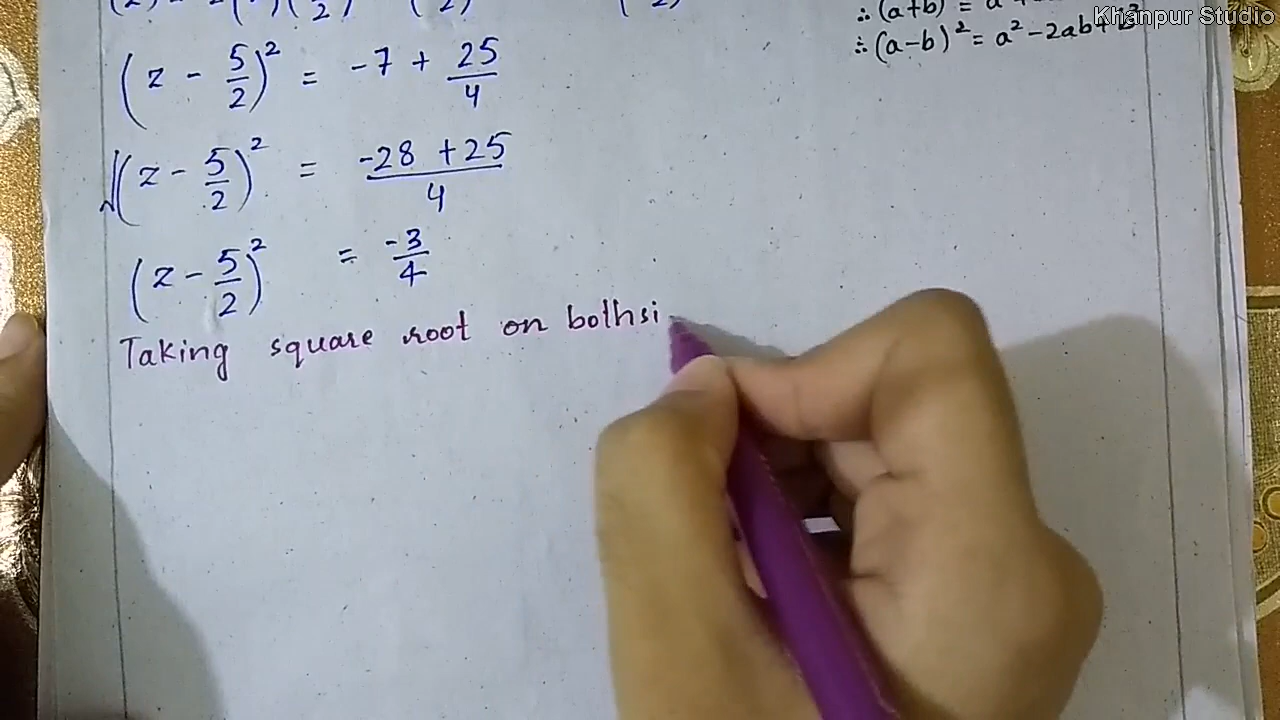 (z - 5/2)² = -7 + 25/4
(z - 5/2)² = -28 +25/4
(z - 5/2)² = -3/4
Taking square root on bothsi
∴ (a+b) = a
∴ (a-b)² = a² - 2ab +
Khanpur Studio